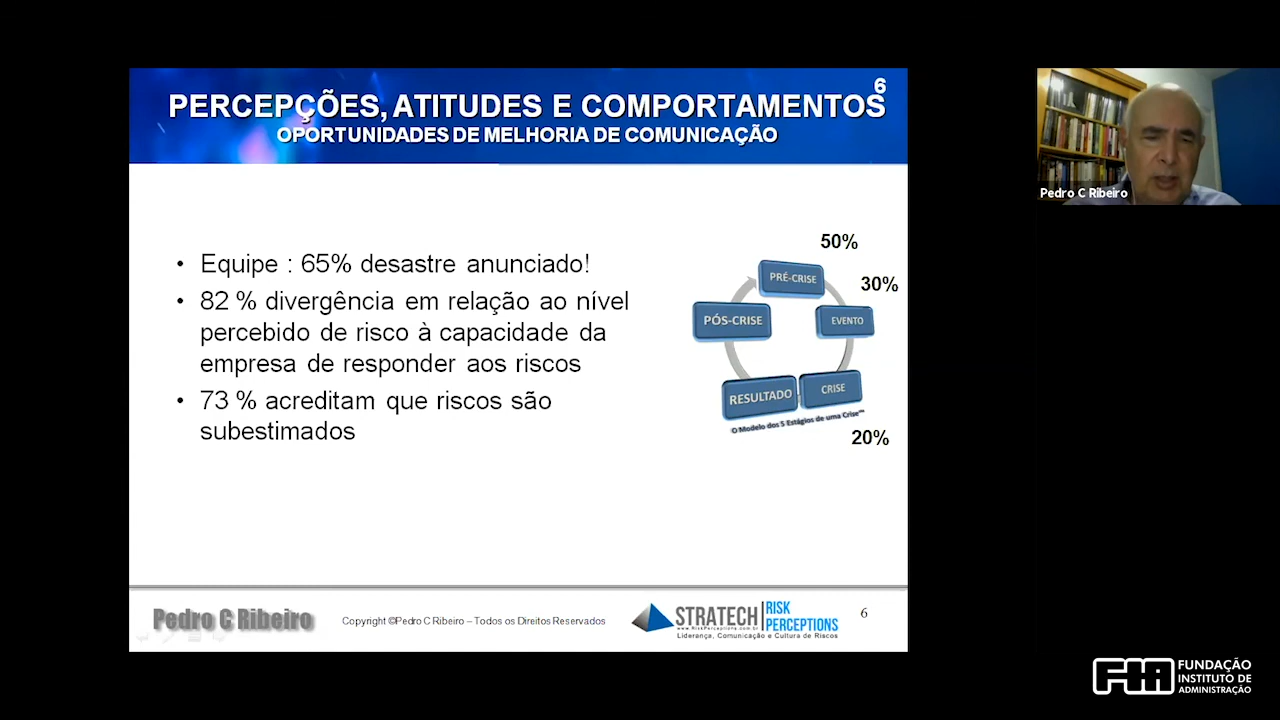 6
PERCEPÇÕES, ATITUDES E COMPORTAMENTOS
OPORTUNIDADES DE MELHORIA DE COMUNICAÇÃO
Pedro C Ribeiro
• Equipe : 65% desastre anunciado!
• 82 % divergência em relação ao nível
percebido de risco à capacidade da
empresa de responder aos riscos
• 73 % acreditam que riscos são
subestimados
50%
PRÉ-CRISE
30%
PÓS-CRISE
EVENTO
RESULTADO
CRISE
O Modelo dos 5 Estágios de uma Crise
20%
Pedro C Ribeiro
Copyright ©Pedro C Ribeiro – Todos os Direitos Reservados
STRATECH
RISK
PERCEPTIONS
www.RiskPerceptions.com.br
Liderança, Comunicação e Cultura de Riscos
6
FIA
FUNDAÇÃO
INSTITUTO DE
ADMINISTRAÇÃO